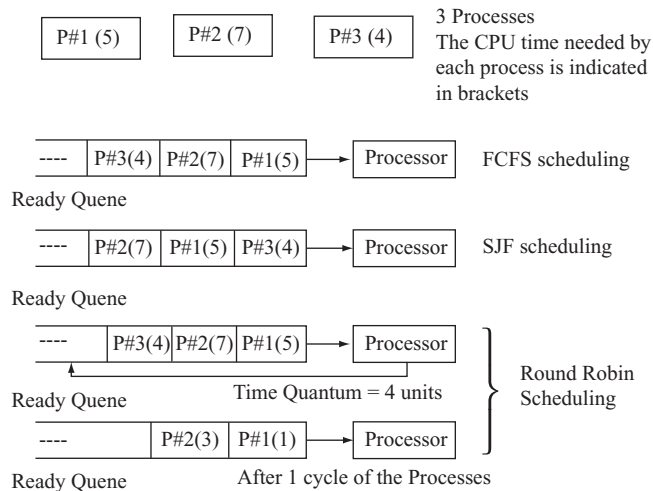 P#1 (5) P#2 (7) P#3 (4)
3 Processes
The CPU time needed by
each process is indicated
in brackets
---- P#3(4) P#2(7) P#1(5) Processor FCFS scheduling
Ready Quene
---- P#2(7) P#1(5) P#3(4) Processor SJF scheduling
Ready Quene
---- P#3(4) P#2(7) P#1(5) Processor
Time Quantum = 4 units
Ready Quene
Round Robin
Scheduling
---- P#2(3) P#1(1) Processor
After 1 cycle of the Processes
Ready Quene